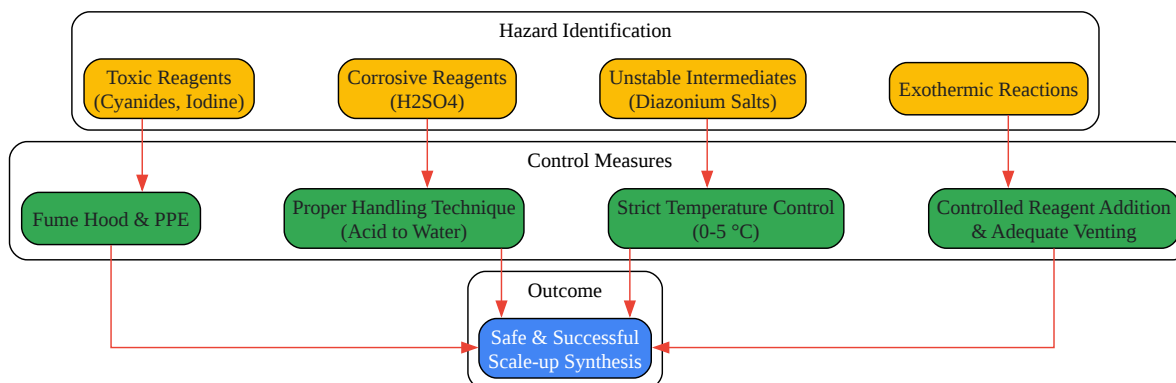 Hazard Identification
Toxic Reagents
(Cyanides, Iodine)
Corrosive Reagents
(H2SO4)
Unstable Intermediates
(Diazonium Salts)
Exothermic Reactions
Control Measures
Fume Hood & PPE
Proper Handling Technique
(Acid to Water)
Strict Temperature Control
(0-5 °C)
Controlled Reagent Addition
& Adequate Venting
Outcome
Safe & Successful
Scale-up Synthesis